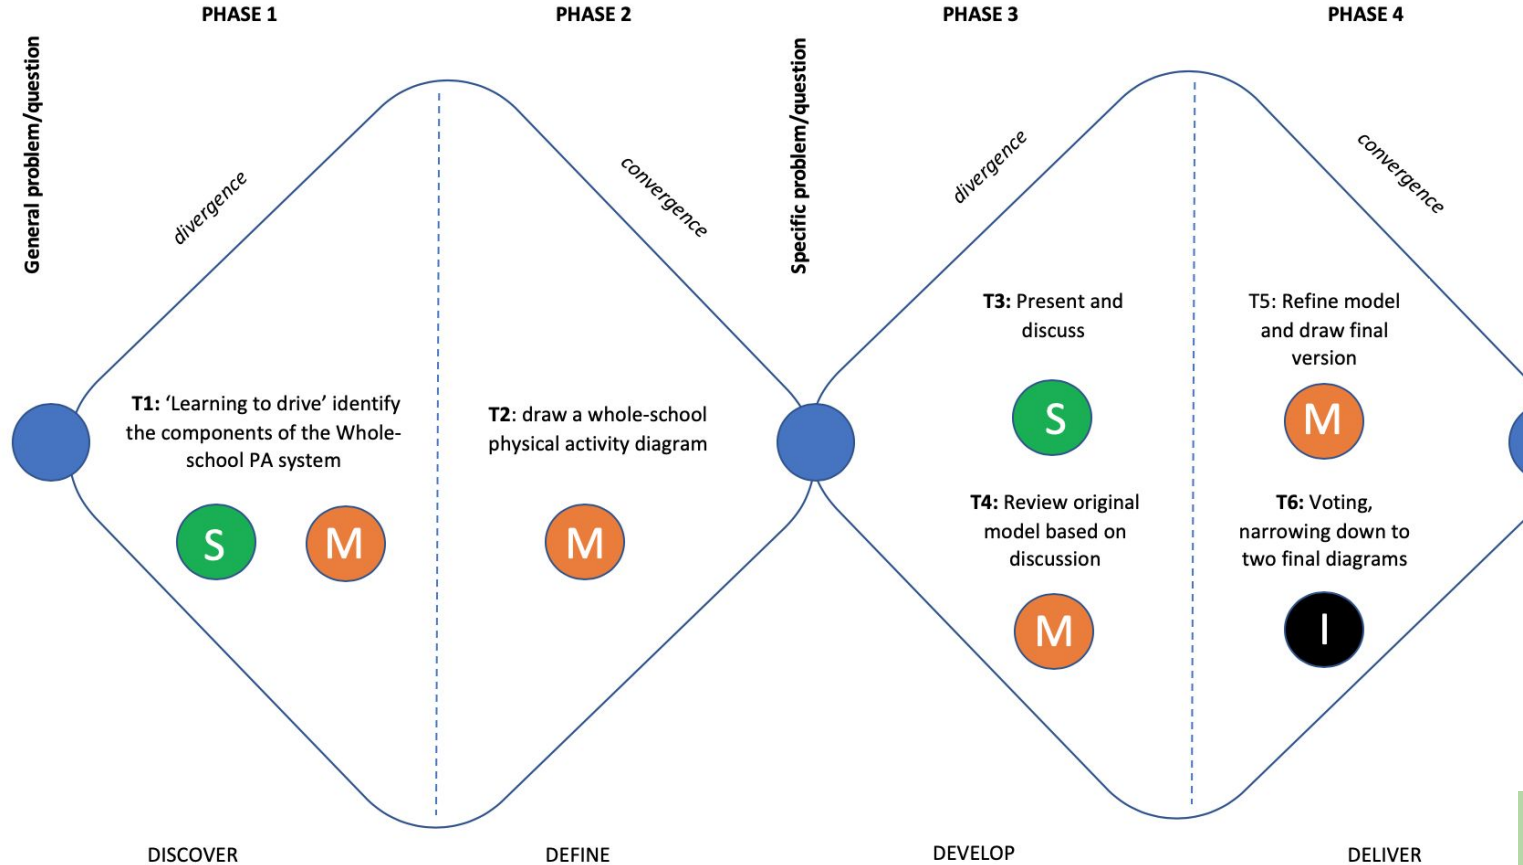 PHASE 1
PHASE 2
PHASE 3
PHASE 4
General problem/question
divergence
convergence
Specific problem/question
divergence
convergence
T1: ‘Learning to drive’ identify
the components of the Whole-
school PA system
S
M
T2: draw a whole-school
physical activity diagram
M
T3: Present and
discuss
S
T4: Review original
model based on
discussion
M
T5: Refine model
and draw final
version
M
T6: Voting,
narrowing down to
two final diagrams
I
DISCOVER
DEFINE
DEVELOP
DELIVER